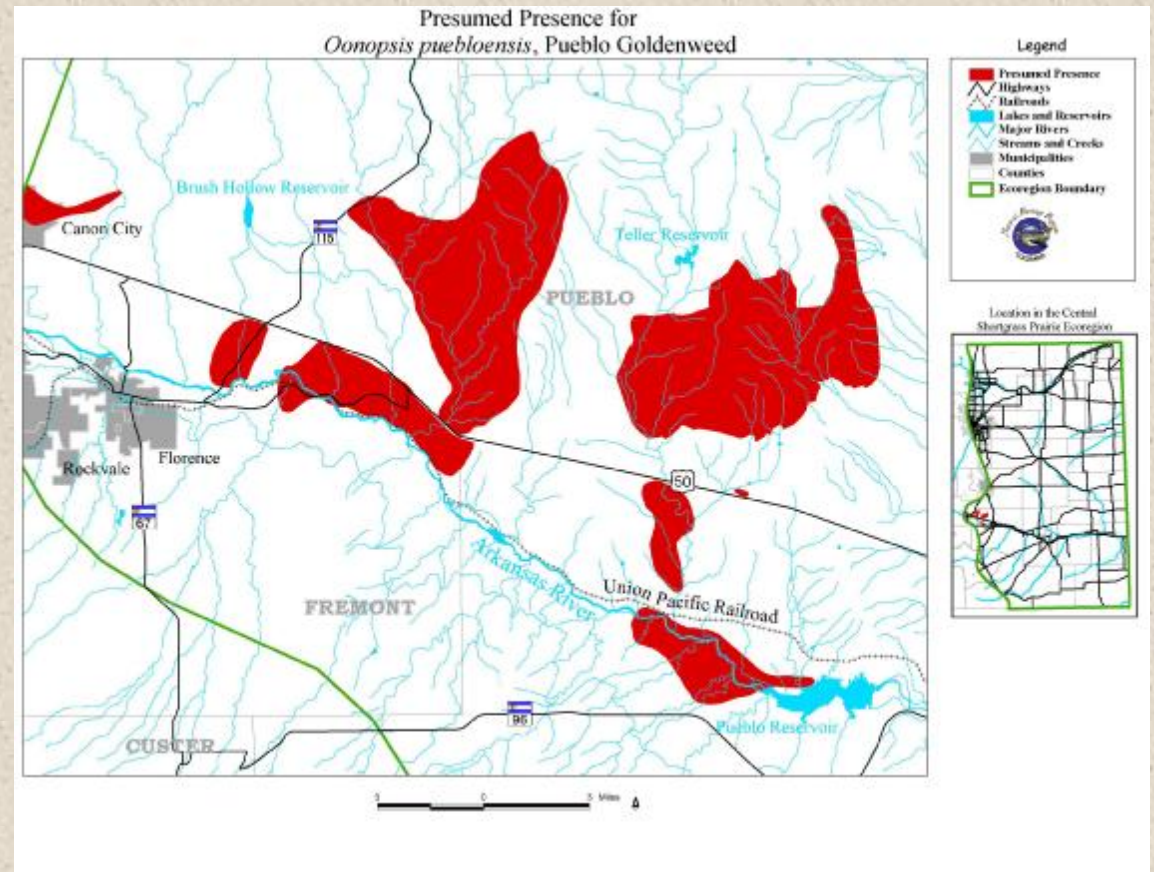 Presumed Presence for
Oonopsis puebloensis, Pueblo Goldenweed
Legend
Presumed Presence
Highways
Railroads
Lakes and Reservoirs
Major Rivers
Streams and Creeks
Municipalities
Counties
Ecoregion Boundary
Brush Hollow Reservoir
Canon City
115
Teller Reservoir
PUEBLO
Location in the Central
Shortgrass Prairie Ecoregion
Rockvale
Florence
50
67
Arkansas River
FREMONT
Union Pacific Railroad
96
Pueblo Reservoir
CUSTER
5 0 5 Miles